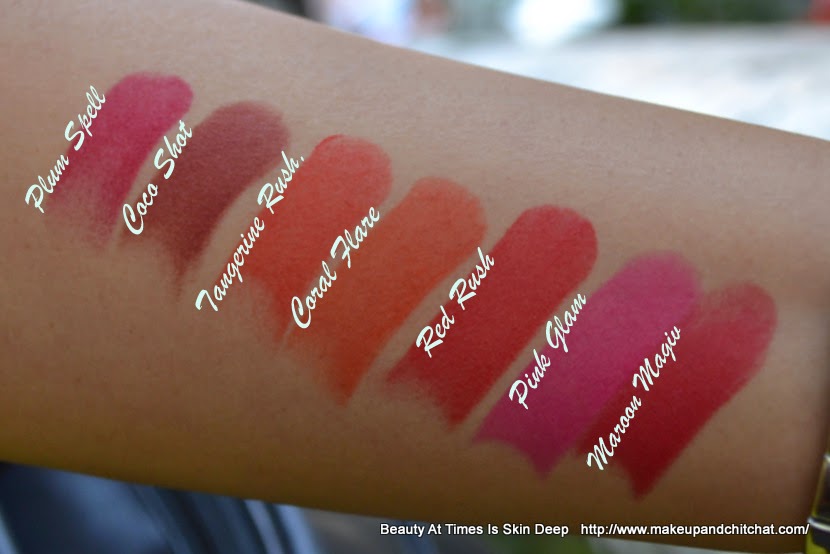 Plum Spell
Coco Shot
Tangerine Rush,
Coral Flare
Red Rush
Pink Glam
Maroon Magiv
Beauty At Times Is Skin Deep http://www.makeupandchitchat.com/